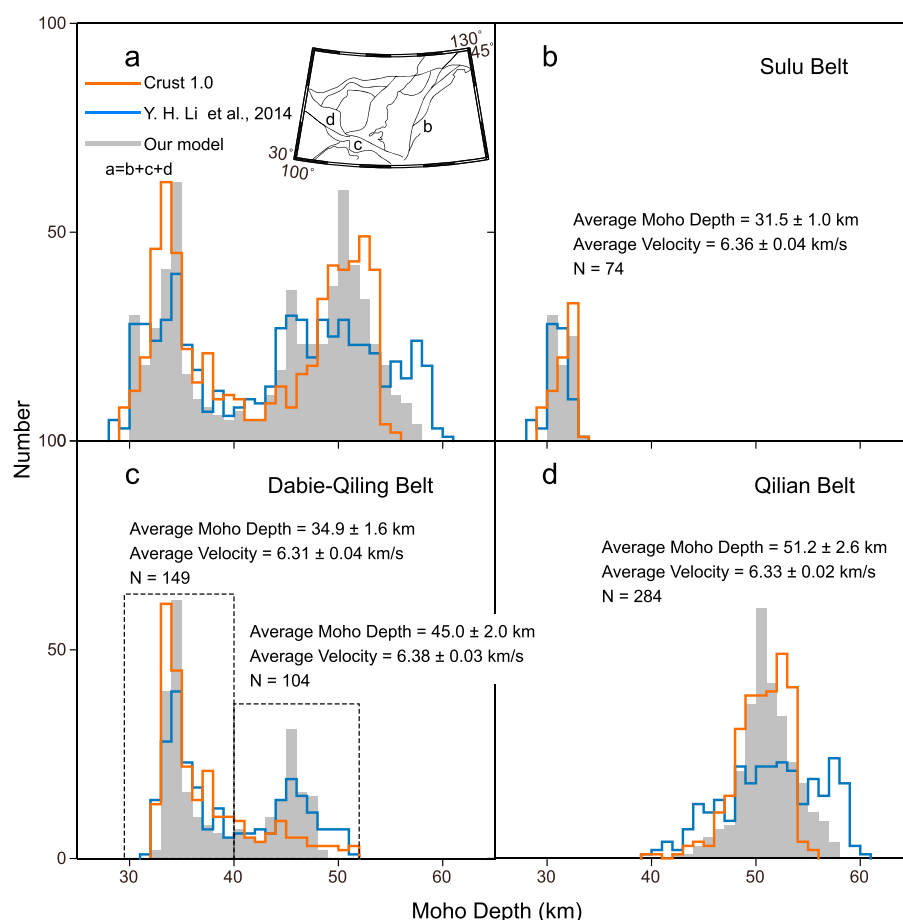 100
a
Crust 1.0
Y. H. Li et al., 2014
Our model
a=b+c+d
130°
45°
d
b
c
30°
100°
50
100
b
Sulu Belt
Average Moho Depth = 31.5 ± 1.0 km
Average Velocity = 6.36 ± 0.04 km/s
N = 74
Number
c
Dabie-Qiling Belt
Average Moho Depth = 34.9 ± 1.6 km
Average Velocity = 6.31 ± 0.04 km/s
N = 149
Average Moho Depth = 45.0 ± 2.0 km
Average Velocity = 6.38 ± 0.03 km/s
N = 104
50
0
30
40
50
60
d
Qilian Belt
Average Moho Depth = 51.2 ± 2.6 km
Average Velocity = 6.33 ± 0.02 km/s
N = 284
30
40
50
60
Moho Depth (km)